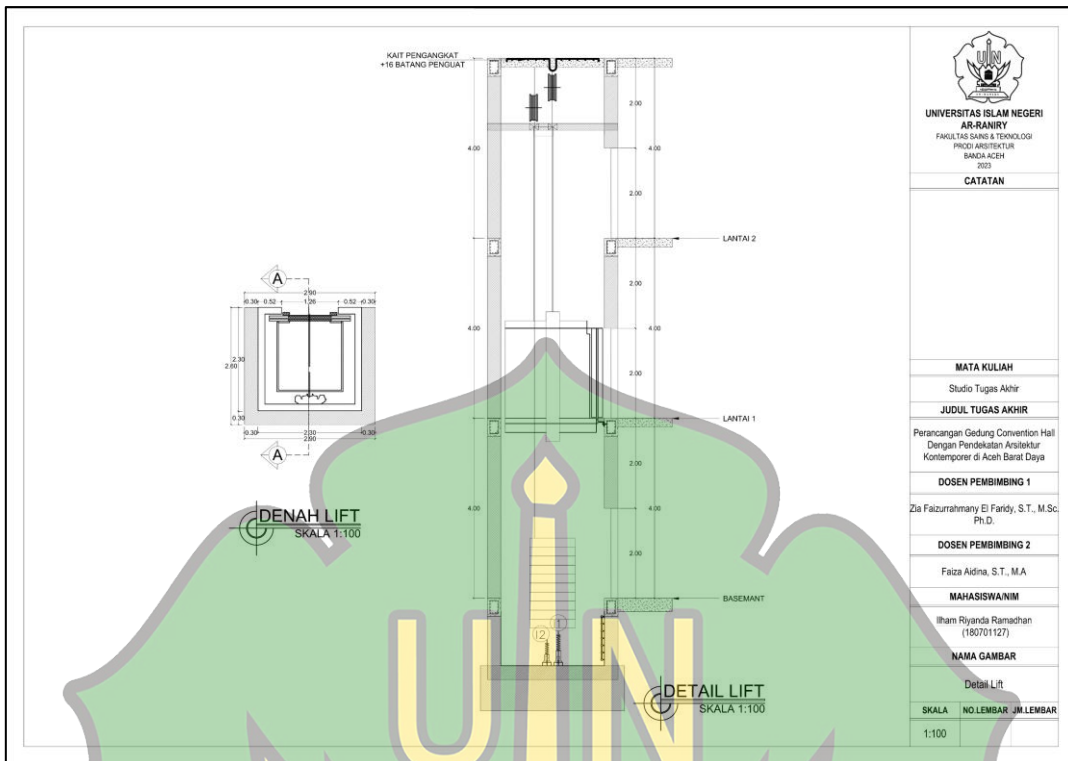 KAIT PENGANGKAT
+16 BATANG PENGUAT
2.00
4.00
4.00
2.00
LANTAI 2
2.00
4.00
4.00
2.00
LANTAI 1
2.00
4.00
4.00
2.00
BASEMANT
12
1
DETAIL LIFT
SKALA 1:100
A
2.90
0.30
0.52
1.26
0.52
0.30
2.30
2.60
0.30
0.30
2.30
0.30
2.90
A
DENAH LIFT
SKALA 1:100
UIN
UNIVERSITAS ISLAM NEGERI
AR-RANIRY
FAKULTAS SAINS & TEKNOLOGI
PRODI ARSITEKTUR
BANDA ACEH
2023
CATATAN
MATA KULIAH
Studio Tugas Akhir
JUDUL TUGAS AKHIR
Perancangan Gedung Convention Hall
Dengan Pendekatan Arsitektur
Kontemporer di Aceh Barat Daya
DOSEN PEMBIMBING 1
Zia Faizurrahmany El Faridy, S.T., M.Sc.
Ph.D.
DOSEN PEMBIMBING 2
Faiza Aidina, S.T., M.A
MAHASISWA/NIM
Ilham Riyanda Ramadhan
(180701127)
NAMA GAMBAR
Detail Lift
SKALA NO.LEMBAR JM.LEMBAR
1:100
UIN